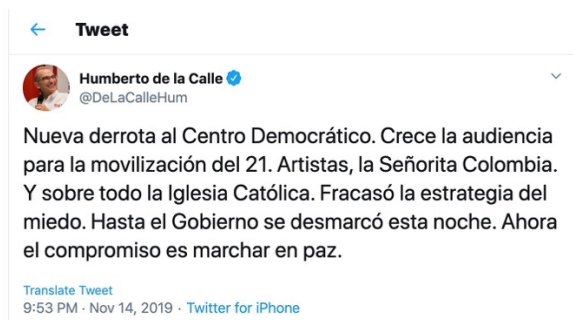 Tweet
Humberto de la Calle
@DeLaCalleHum
Nueva derrota al Centro Democrático. Crece la audiencia
para la movilización del 21. Artistas, la Señorita Colombia.
Y sobre todo la Iglesia Católica. Fracasó la estrategia del
miedo. Hasta el Gobierno se desmarcó esta noche. Ahora
el compromiso es marchar en paz.
Translate Tweet
9:53 PM · Nov 14, 2019 · Twitter for iPhone